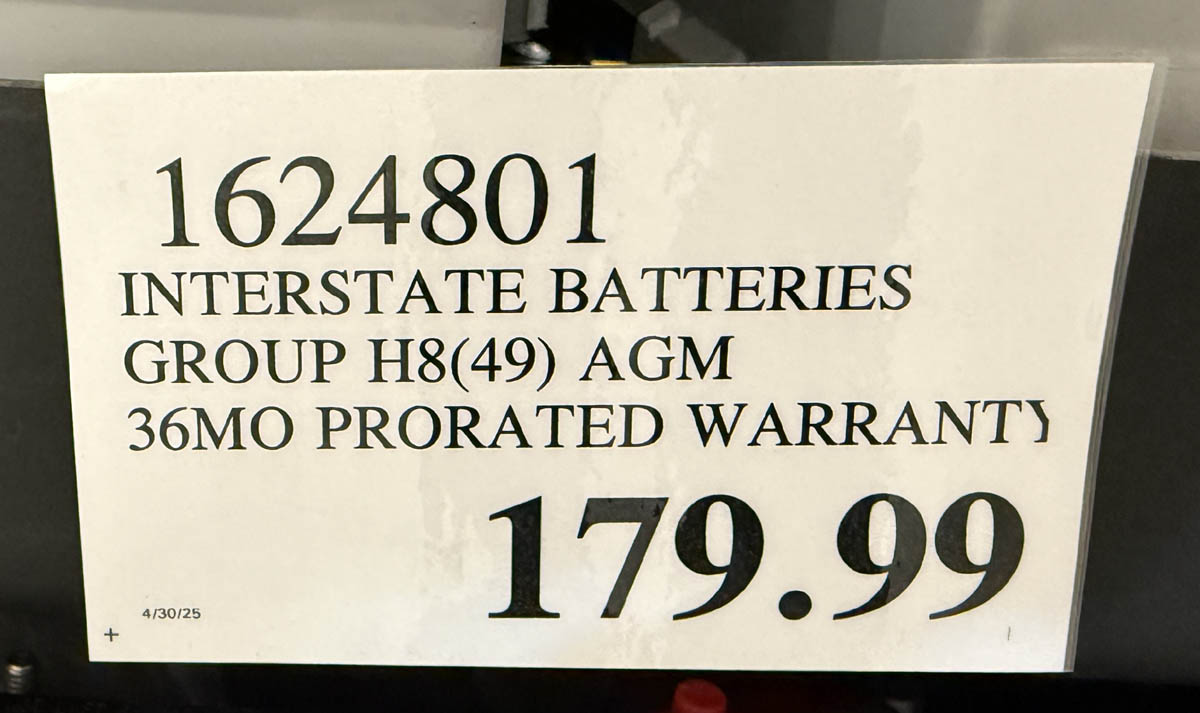 1624801
INTERSTATE BATTERIES
GROUP H8(49) AGM
36MO PRORATED WARRANTY
179.99
4/30/25
+